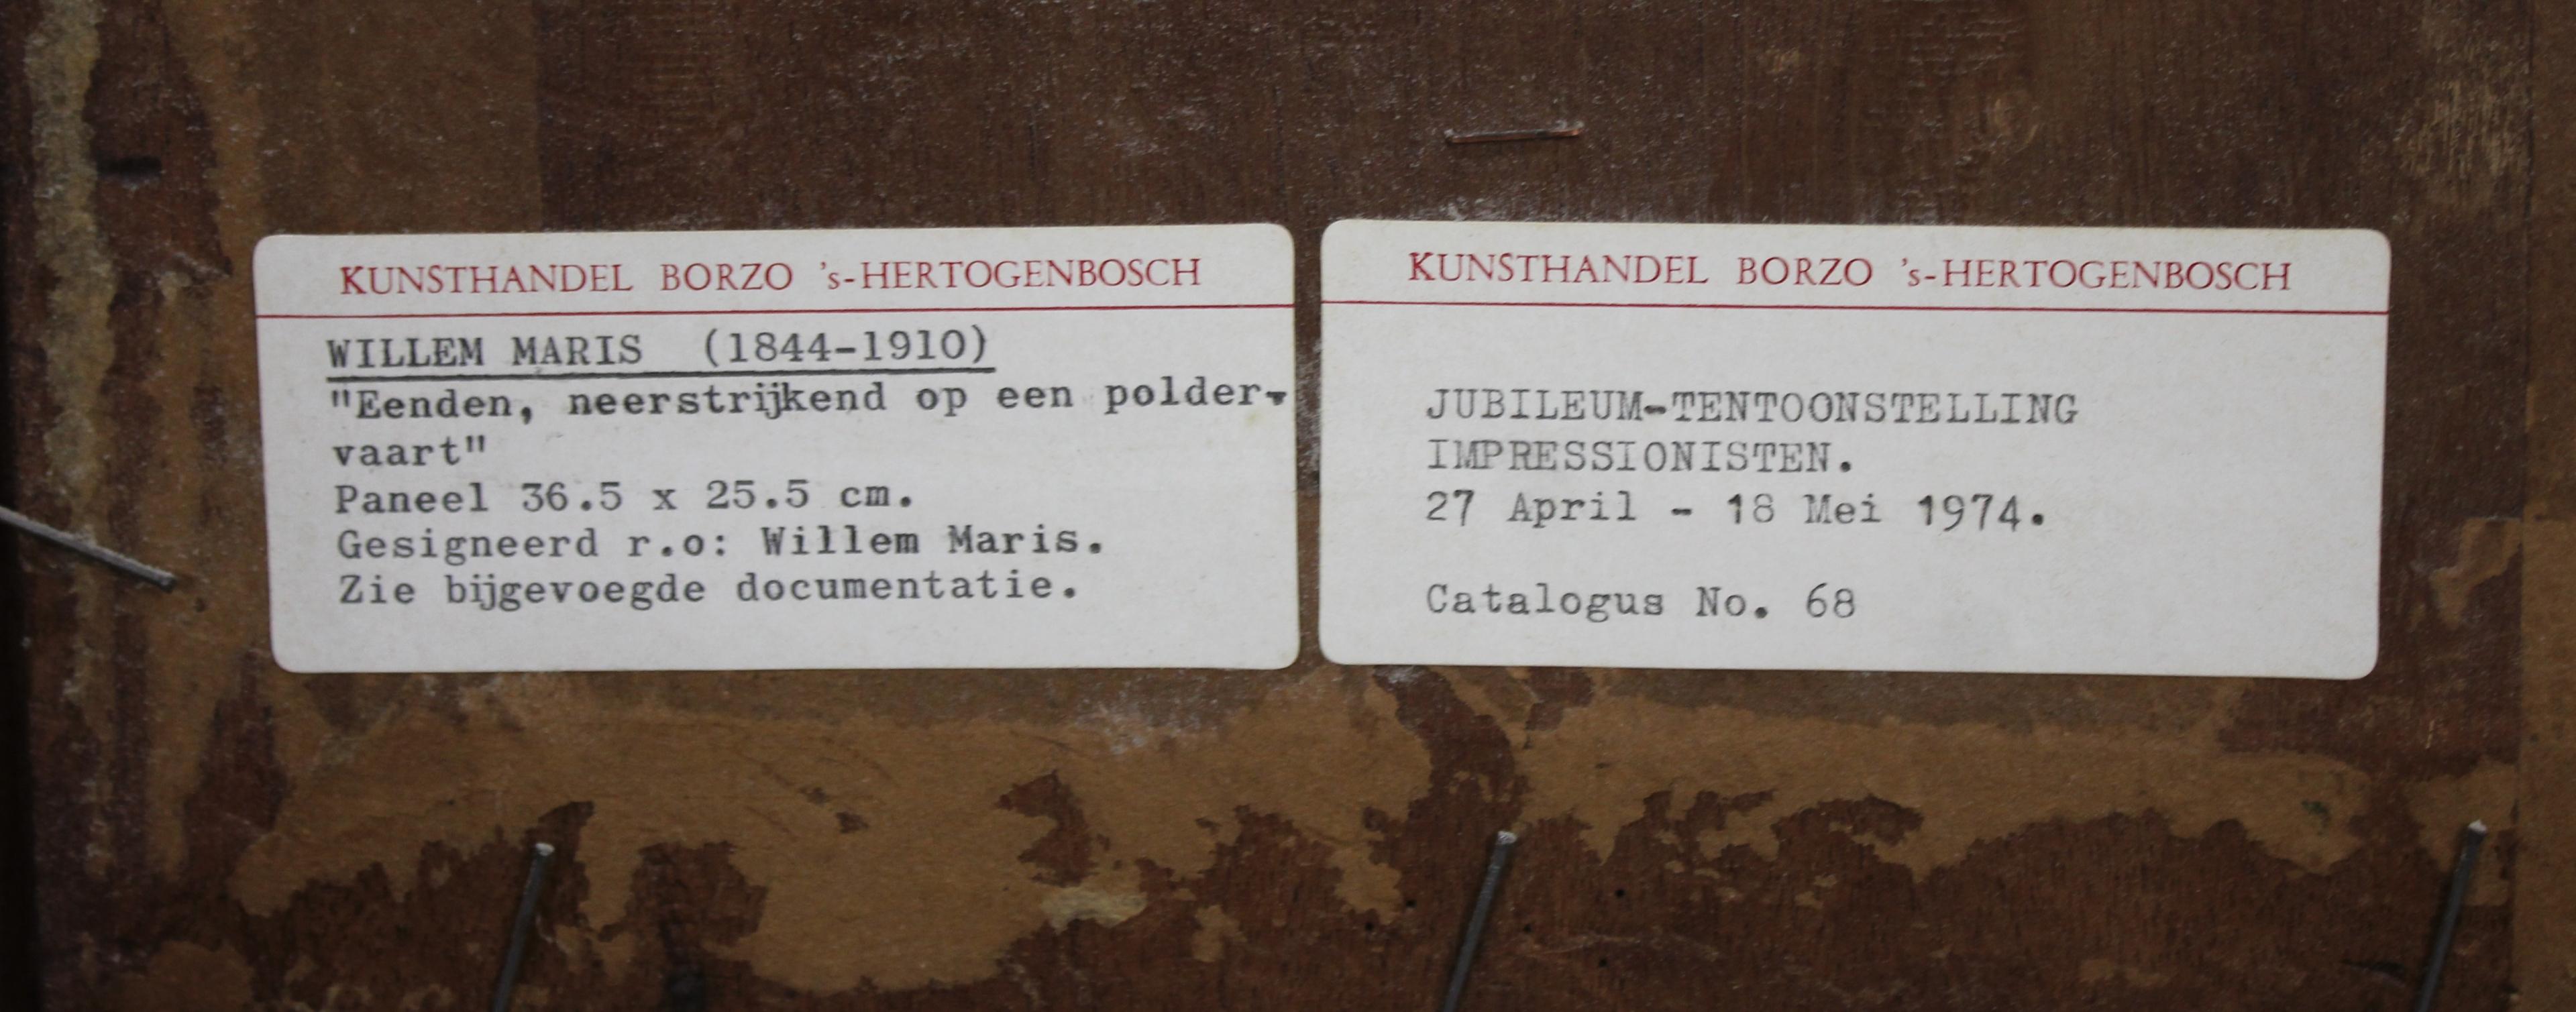 KUNSTHANDEL BORZO 's-HERTOGENBOSCH
WILLEM MARIS (1844-1910)
"Eenden, neerstrijkend op een polder-
vaart"
Paneel 36.5 x 25.5 cm.
Gesigneerd r.o: Willem Maris.
Zie bijgevoegde documentatie.
KUNSTHANDEL BORZO 's-HERTOGENBOSCH
JUBILEUM-TENTOONSTELLING
IMPRESSIONISTEN.
27 April - 18 Mei 1974.
Catalogus No. 68